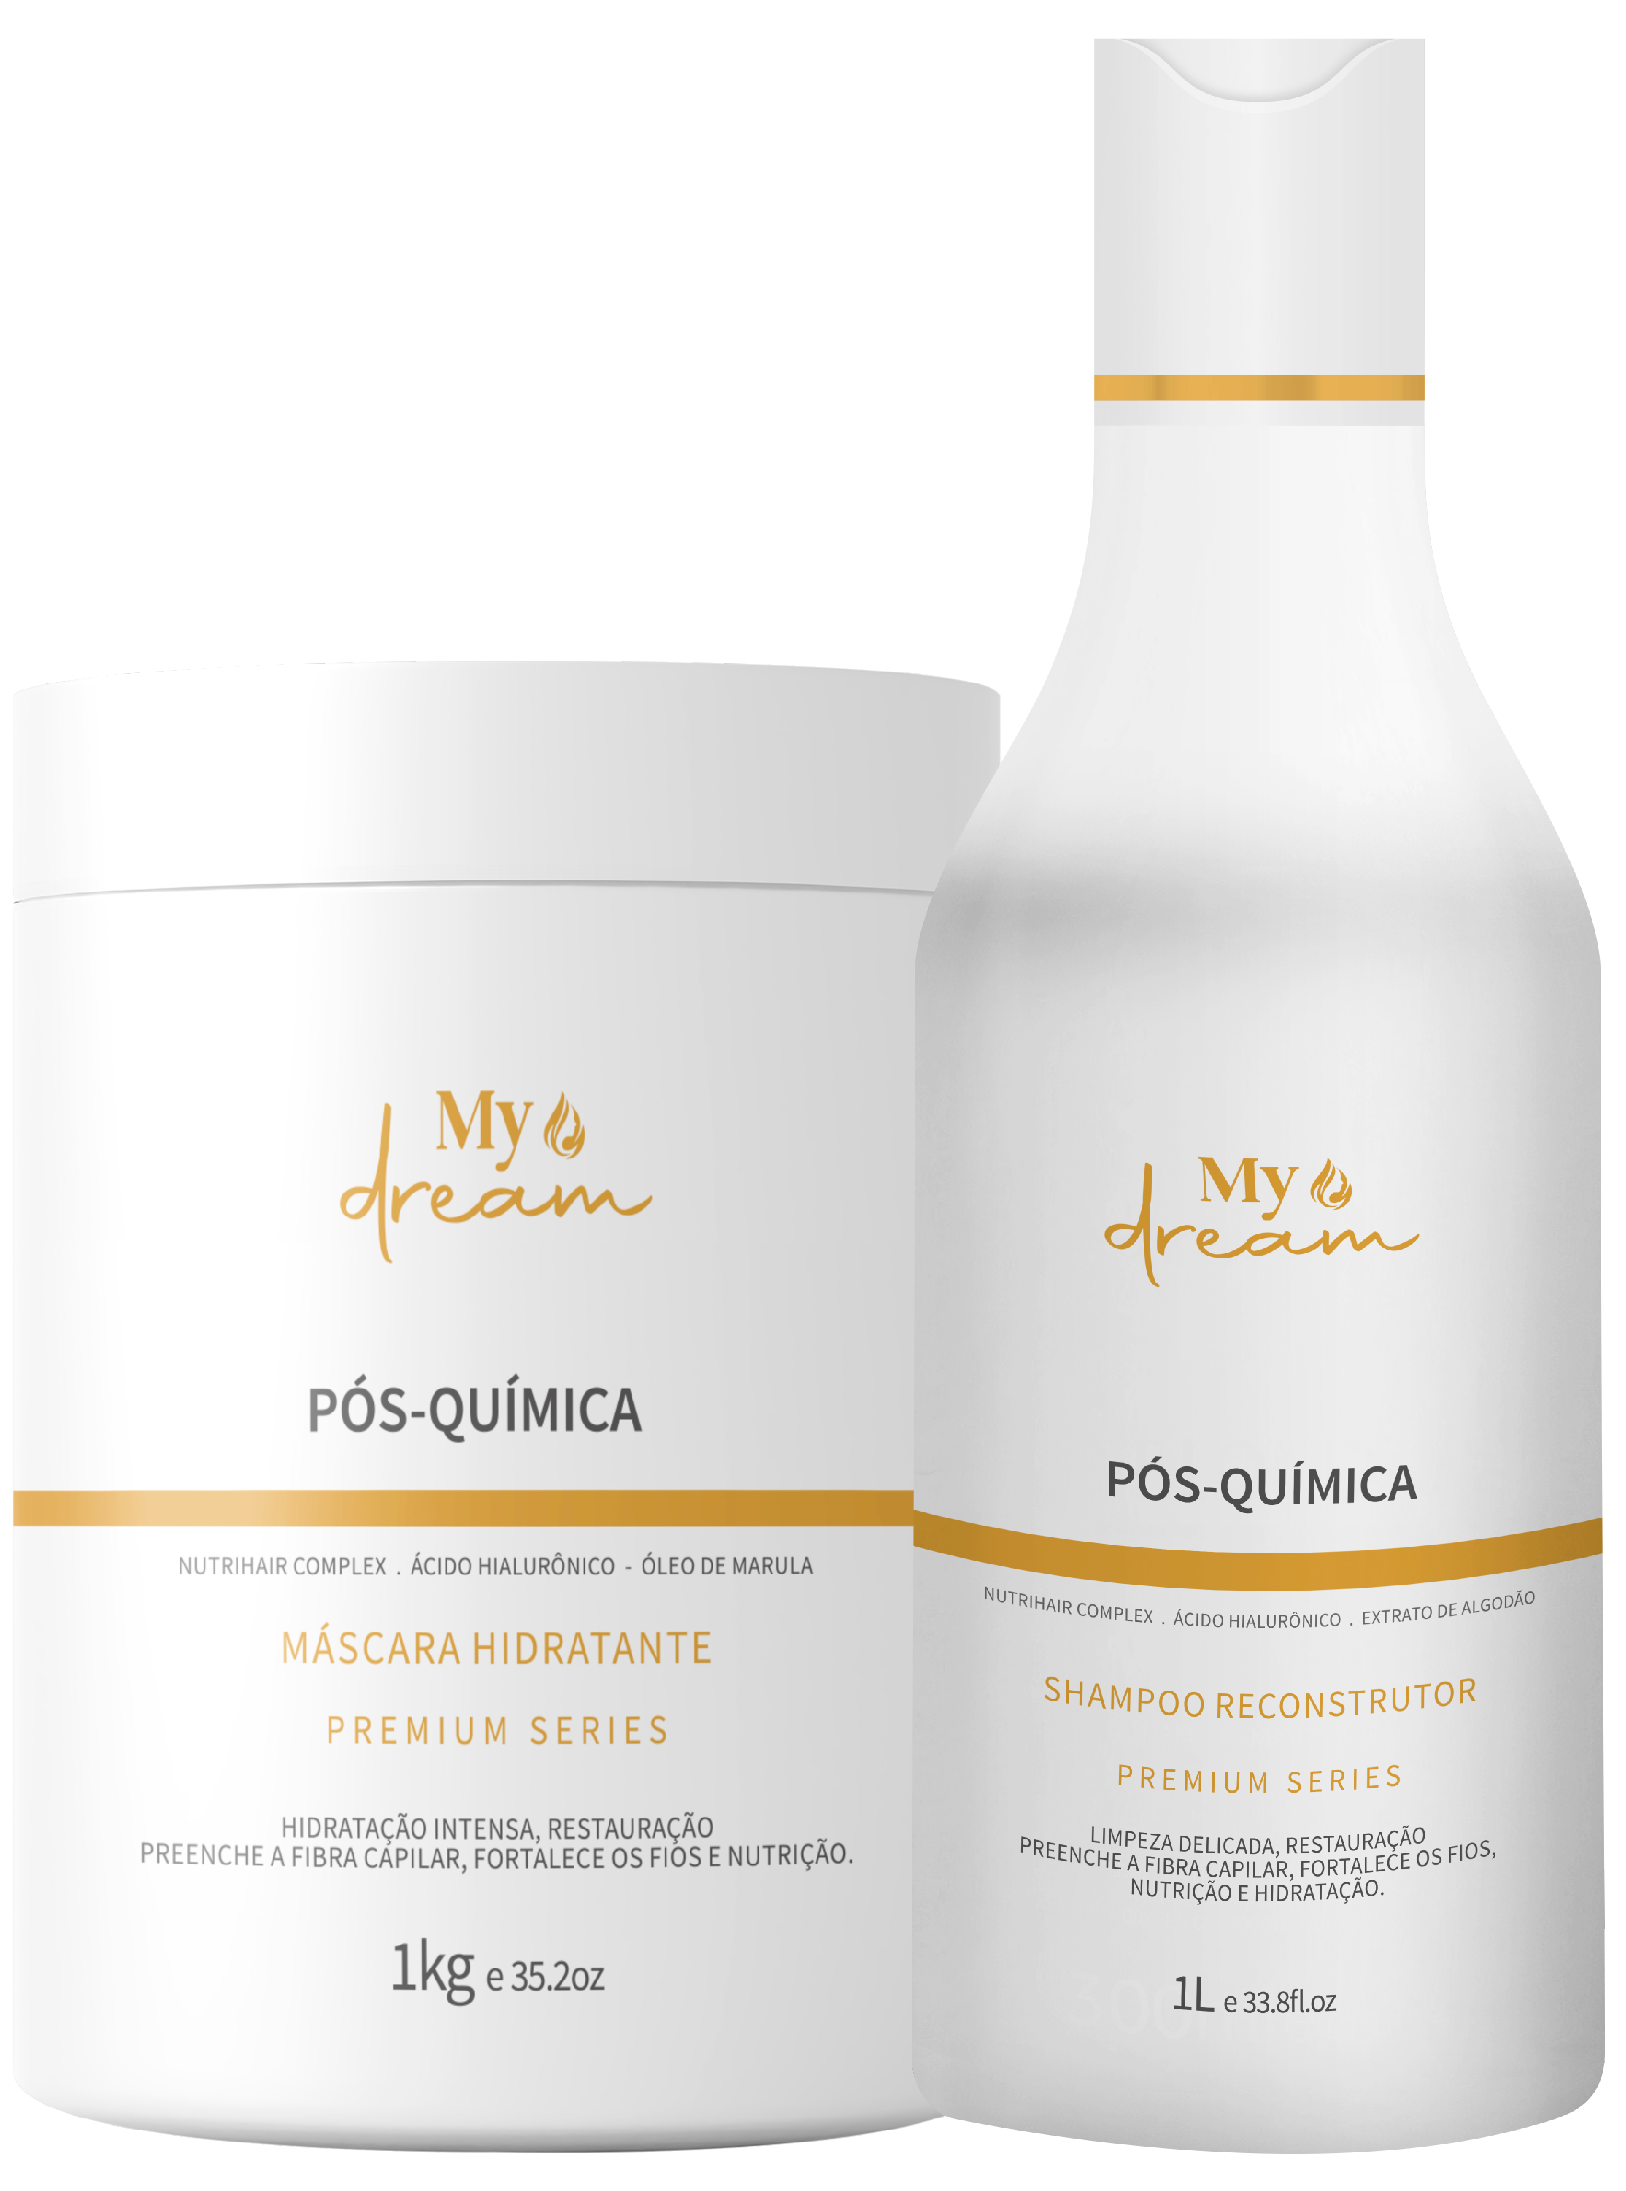 My
dream
PÓS-QUÍMICA
NUTRIHAIR COMPLEX . ÁCIDO HIALURÔNICO - ÓLEO DE MARULA
MÁSCARA HIDRATANTE
PREMIUM SERIES
HIDRATAÇÃO INTENSA, RESTAURAÇÃO
PREENCHE A FIBRA CAPILAR, FORTALECE OS FIOS E NUTRIÇÃO.
1kg e 35.2oz
My
dream
PÓS-QUÍMICA
NUTRIHAIR COMPLEX . ÁCIDO HIALURÔNICO . EXTRATO DE ALGODÃO
SHAMPOO RECONSTRUTOR
PREMIUM SERIES
LIMPEZA DELICADA, RESTAURAÇÃO
PREENCHE A FIBRA CAPILAR, FORTALECE OS FIOS,
NUTRIÇÃO E HIDRATAÇÃO.
1L e 33.8fl.oz